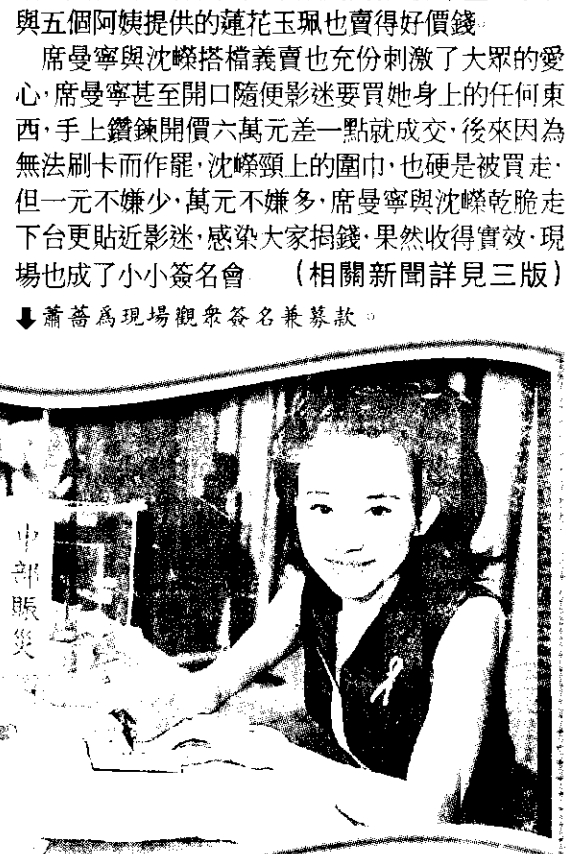 與五個阿姨提供的蓮花玉珮也賣得好價錢。
席曼寧與沈嶸搭檔義賣也充份刺激了大眾的愛
心,席曼寧甚至開口隨便影迷要買她身上的任何東
西,手上鑽鍊開價六萬元差一點就成交,後來因為
無法刷卡而作罷,沈嶸頸上的圍巾,也硬是被買走,
但一元不嫌少,萬元不嫌多,席曼寧與沈嶸乾脆走
下台更貼近影迷,感染大家捐錢,果然收得實效,現
場也成了小小簽名會 (相關新聞詳見三版)
⬇蕭薔為現場觀眾簽名兼募款。
中部賑災